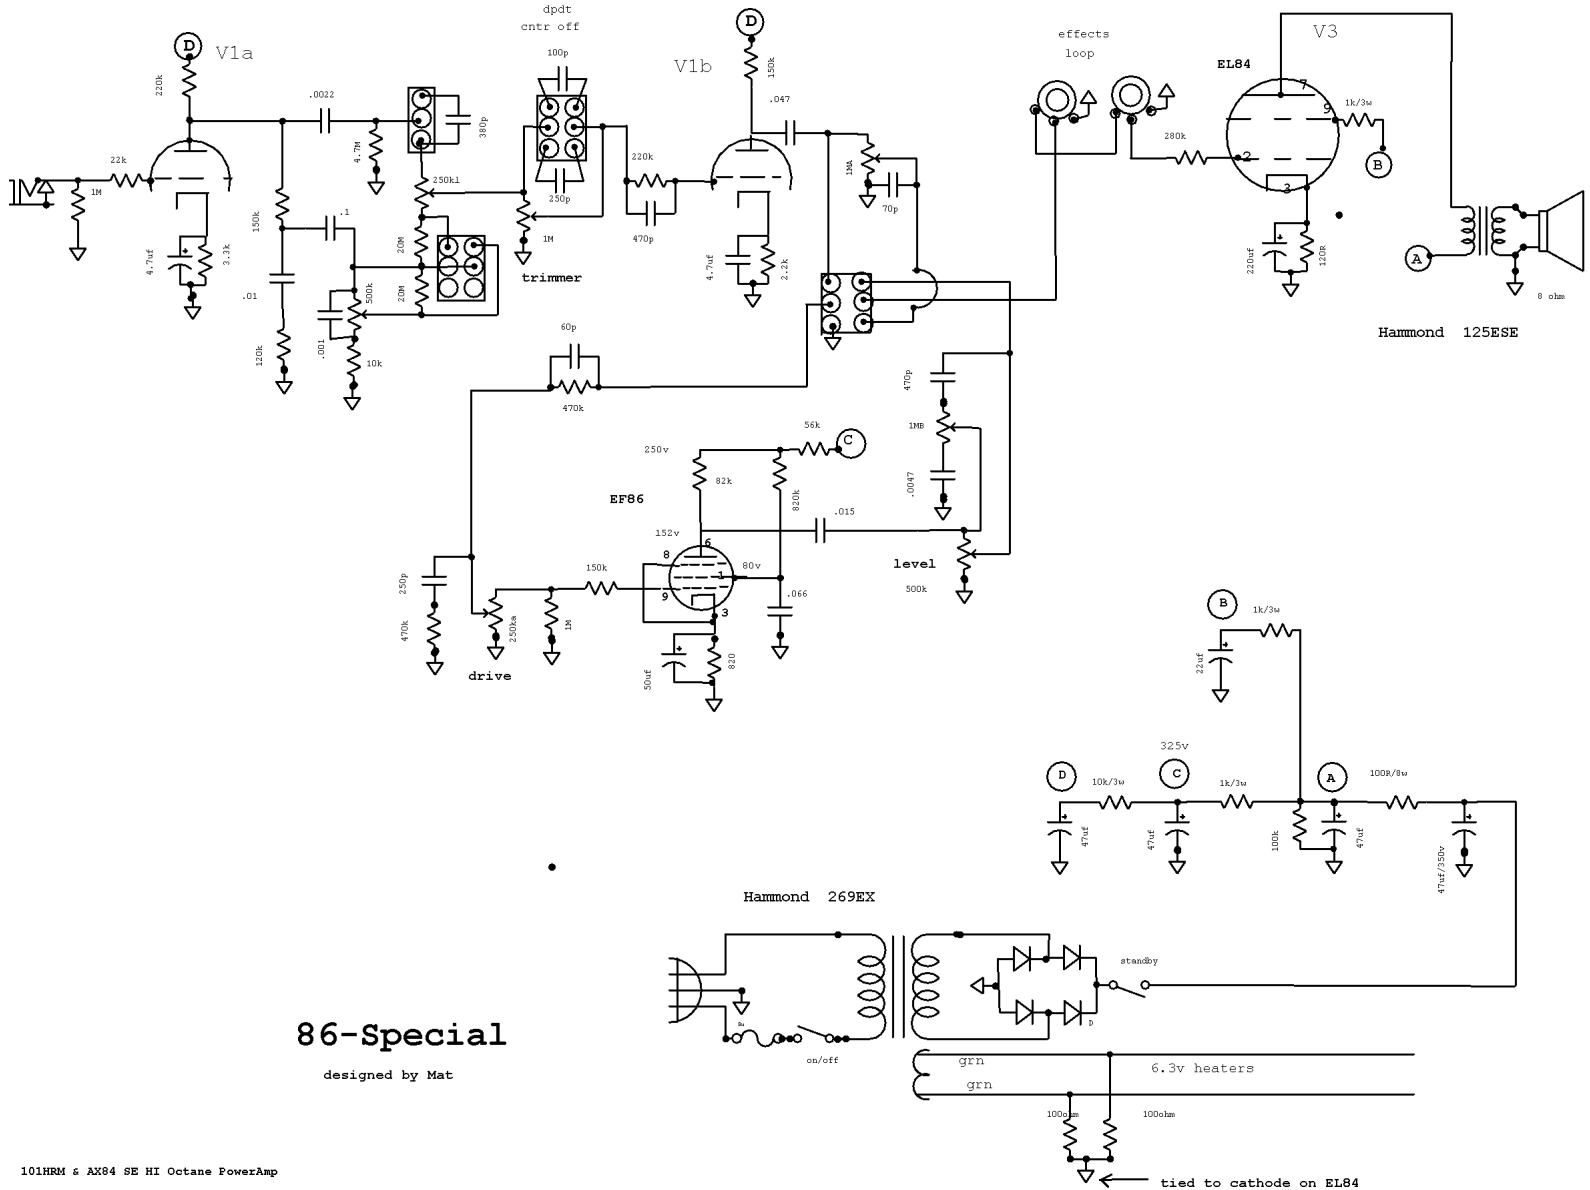 dpdt
cntr off
D
V1a
220k
.0022
100p
380p
22k
1M
4.7M
250kl
250p
1M
trimmer
150k
.1
4.7uf
3.3k
20M
20M
.01
500k
.001
120k
10k
D
V1b
150k
.047
220k
470p
1MA
70p
4.7uf
2.2k
effects
loop
V3
EL84
7
9
1k/3w
B
280k
2
3
220uf
120R
A
8 ohm
Hammond 125ESE
60p
470k
470p
1MB
.0047
56k
C
250v
82k
820k
EF86
152v
.015
6
8
80v
1
9
3
150k
.066
level
500k
250p
470k
250ka
1M
drive
50uf
820
B
1k/3w
22uf
325v
D
10k/3w
C
1k/3w
A
100R/8w
47uf
47uf
100k
47uf
47uf/350v
Hammond 269EX
standby
D
on/off
86-Special
designed by Mat
grn
grn
6.3v heaters
100ohm
100ohm
101HRM & AX84 SE HI Octane PowerAmp
tied to cathode on EL84